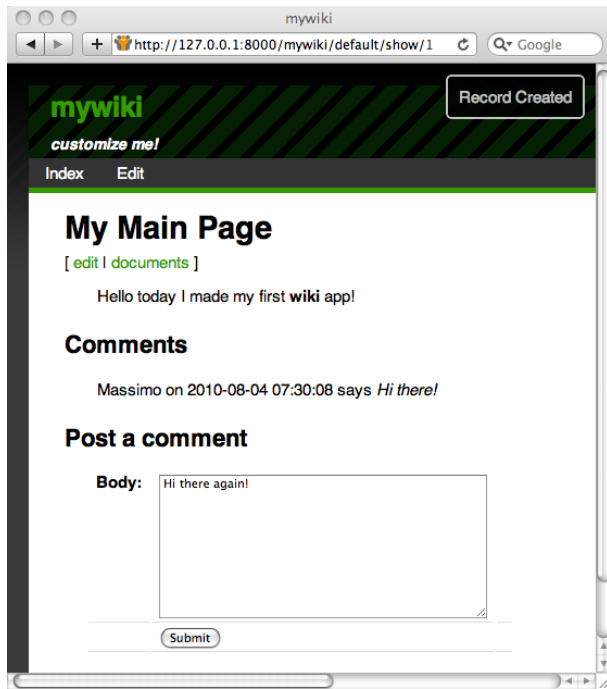 mywiki
http://127.0.0.1:8000/mywiki/default/show/1
Google
Record Created
mywiki
customize me!
Index Edit
My Main Page
[ edit | documents ]
Hello today I made my first wiki app!
Comments
Massimo on 2010-08-04 07:30:08 says Hi there!
Post a comment
Body: Hi there again!
Submit